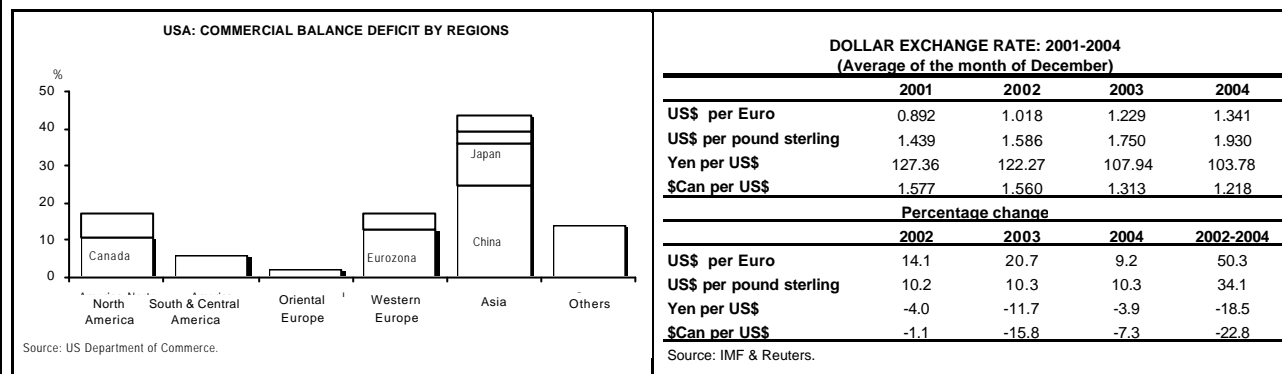 USA: COMMERCIAL BALANCE DEFICIT BY REGIONS
%
50
40
30
20
10
0
Canada
Eurozona
Japan
China
North America
South & Central America
Oriental Europe
Western Europe
Asia
Others
Source: US Department of Commerce.
DOLLAR EXCHANGE RATE: 2001-2004
(Average of the month of December)
2001 2002 2003 2004
US$ per Euro 0.892 1.018 1.229 1.341
US$ per pound sterling 1.439 1.586 1.750 1.930
Yen per US$ 127.36 122.27 107.94 103.78
$Can per US$ 1.577 1.560 1.313 1.218
Percentage change
2002 2003 2004 2002-2004
US$ per Euro 14.1 20.7 9.2 50.3
US$ per pound sterling 10.2 10.3 10.3 34.1
Yen per US$ -4.0 -11.7 -3.9 -18.5
$Can per US$ -1.1 -15.8 -7.3 -22.8
Source: IMF & Reuters.